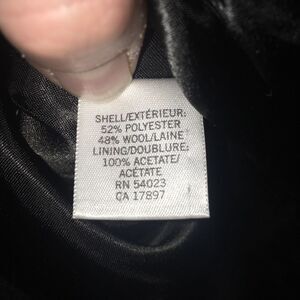 SHELL/EXTÉRIEUR:
52% POLYESTER
48% WOOL/LAINE
LINING/DOUBLURE:
100% ACETATE/
ACÉTATE
RN 54023
CA 17897